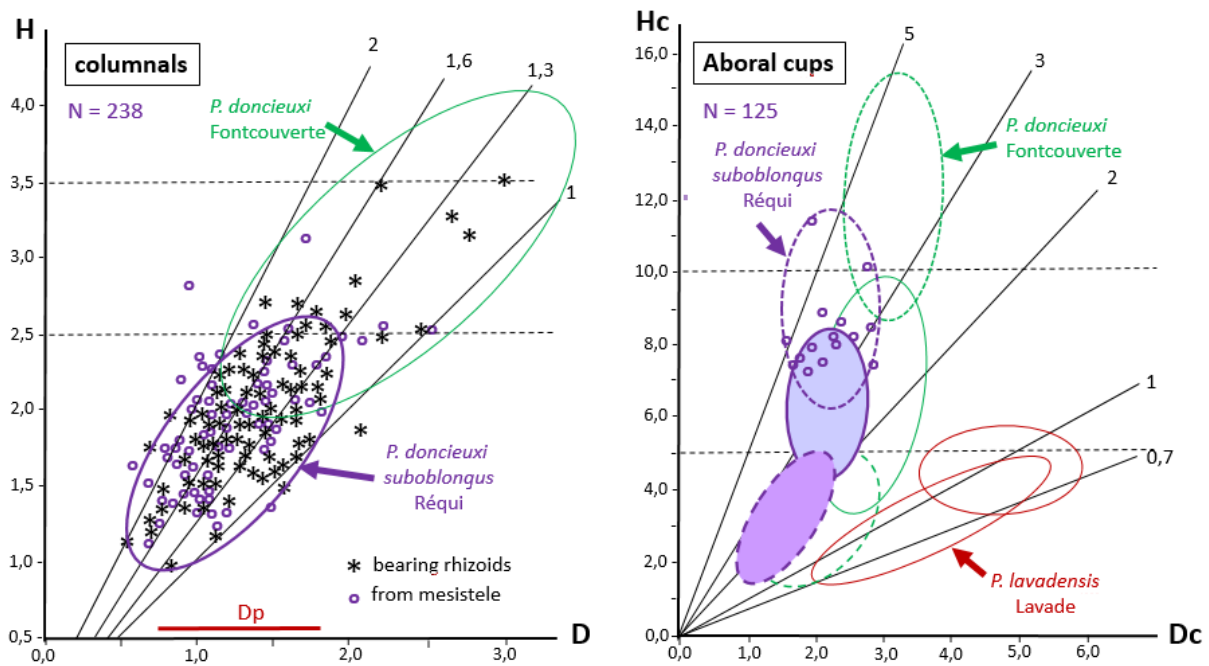 H
columnals
N = 238
2
1,6
1,3
1
P. doncieuxi
Fontcouverte
P. doncieuxi
suboblongus
Réqui
bearing rhizoids
from mesistele
Dp
D
4,0
3,5
3,0
2,5
2,0
1,5
1,0
0,5
0,0
1,0
2,0
3,0
Hc
Aboral cups
N = 125
5
3
2
1
0,7
P. doncieuxi
suboblongus
Réqui
P. doncieuxi
Fontcouverte
P. lavadensis
Lavade
16,0
14,0
12,0
10,0
8,0
6,0
4,0
2,0
0,0
0,0
1,0
2,0
3,0
4,0
5,0
6,0
Dc